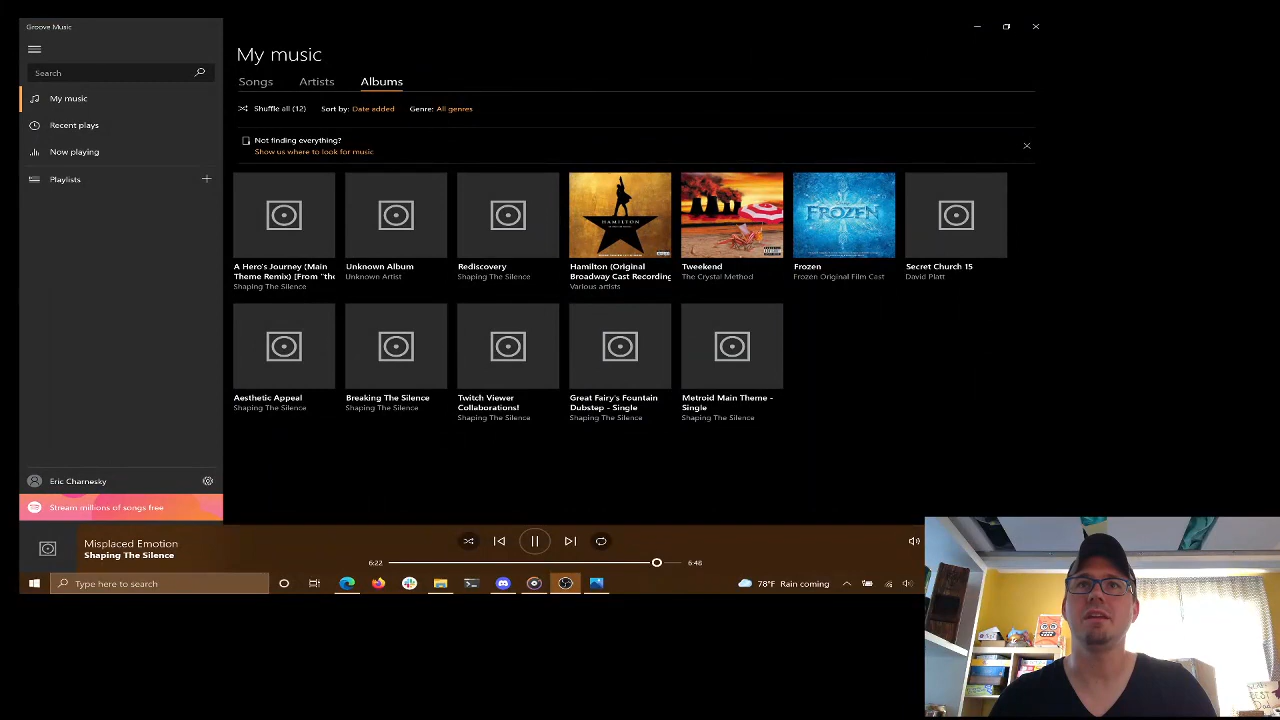 Groove Music
Search
My music
Recent plays
Now playing
Playlists
Eric Charnesky
Stream millions of songs free
My music
Songs Artists Albums
Shuffle all (12) Sort by: Date added Genre: All genres
Not finding everything?
Show us where to look for music
A Hero's Journey (Main
Theme Remix) [From "the
Shaping The Silence
Unknown Album
Unknown Artist
Rediscovery
Shaping The Silence
HAMILTON
Hamilton (Original
Broadway Cast Recording
Various artists
Tweekend
The Crystal Method
FROZEN
Frozen
Frozen Original Film Cast
Secret Church 15
David Platt
Aesthetic Appeal
Shaping The Silence
Breaking The Silence
Shaping The Silence
Twitch Viewer
Collaborations!
Shaping The Silence
Great Fairy's Fountain
Dubstep - Single
Shaping The Silence
Metroid Main Theme -
Single
Shaping The Silence
Misplaced Emotion
Shaping The Silence
6:22 6:48
Type here to search
78°F Rain coming